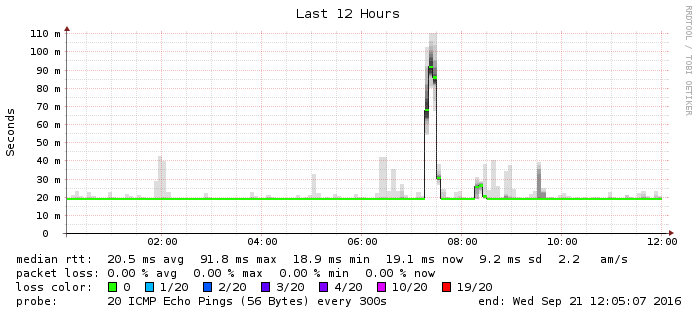 Last 12 Hours
RRDTOOL / TOBI OETIKER
Seconds
110 m
100 m
90 m
80 m
70 m
60 m
50 m
40 m
30 m
20 m
10 m
0
02:00 04:00 06:00 08:00 10:00 12:00
median rtt: 20.5 ms avg 91.8 ms max 18.9 ms min 19.1 ms now 9.2 ms sd 2.2 am/s
packet loss: 0.00 % avg 0.00 % max 0.00 % min 0.00 % now
loss color: 0 1/20 2/20 3/20 4/20 10/20 19/20
probe: 20 ICMP Echo Pings (56 Bytes) every 300s end: Wed Sep 21 12:05:07 2016